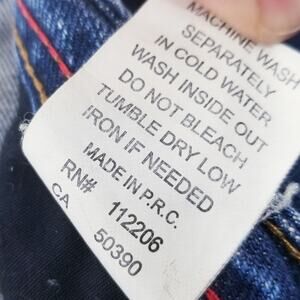 MACHINE WASH
SEPARATELY
IN COLD WATER
WASH INSIDE OUT
DO NOT BLEACH
TUMBLE DRY LOW
IRON IF NEEDED
MADE IN P.R.C.
RN# 112206
CA 50390